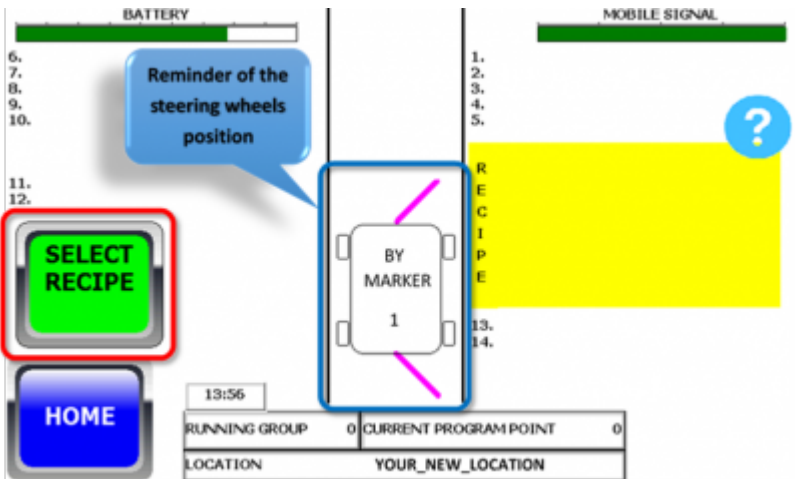 BATTERY
MOBILE SIGNAL
6.
7.
8.
9.
10.
Reminder of the
steering wheels
position
1.
2.
3.
4.
5.
?
11.
12.
R
E
C
I
P
E
SELECT
RECIPE
BY
MARKER
1
13.
14.
HOME
13:56
RUNNING GROUP 0 CURRENT PROGRAM POINT 0
LOCATION YOUR_NEW_LOCATION